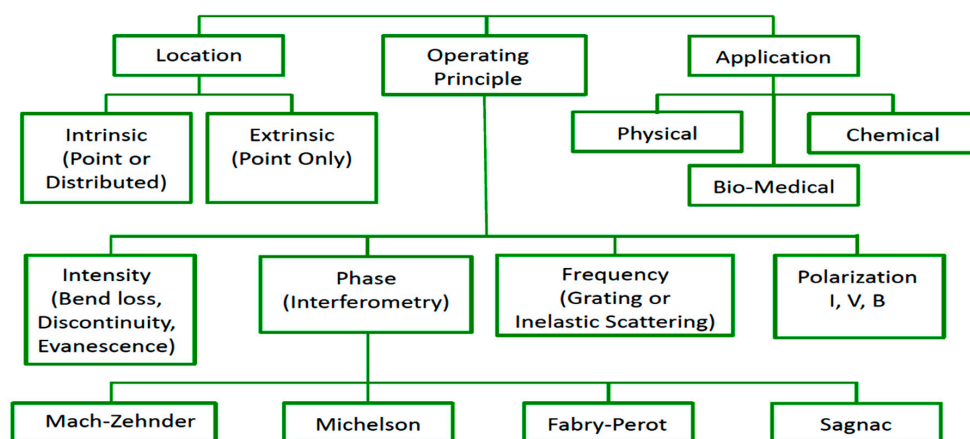 Location
Operating
Principle
Application
Intrinsic
(Point or
Distributed)
Extrinsic
(Point Only)
Physical
Chemical
Bio-Medical
Intensity
(Bend loss,
Discontinuity,
Evanescence)
Phase
(Interferometry)
Frequency
(Grating or
Inelastic Scattering)
Polarization
I, V, B
Mach-Zehnder
Michelson
Fabry-Perot
Sagnac